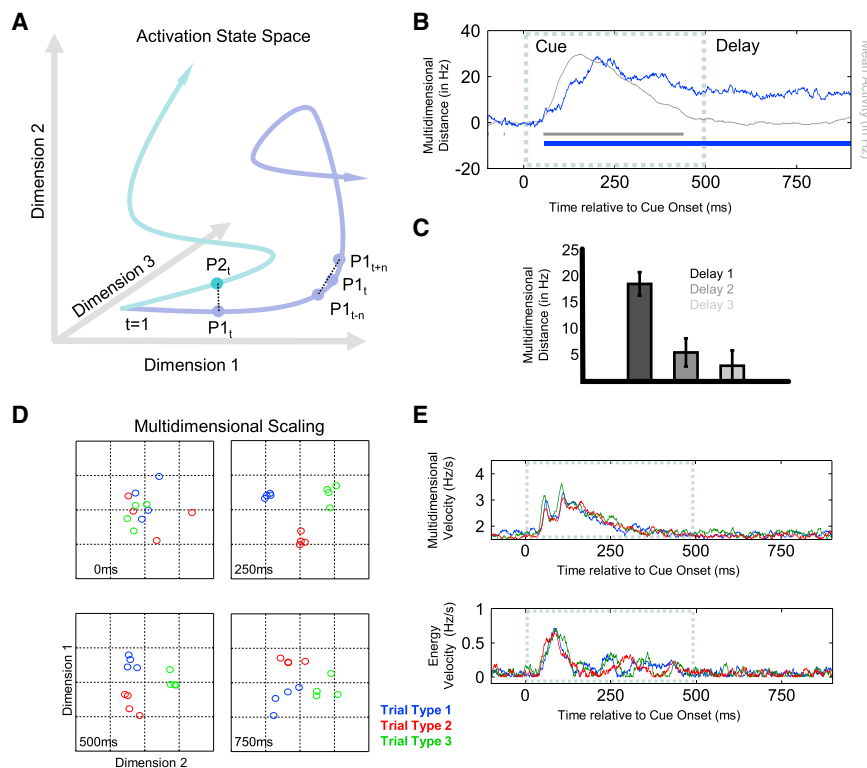 A
Activation State Space
Dimension 2
Dimension 3
Dimension 1
t=1
P2t
P1t
P1t+n
P1t
P1t-n
B
Multidimensional
Distance (in Hz)
Mean Activity (in Hz)
40
20
0
-20
Cue
Delay
0
250
500
750
Time relative to Cue Onset (ms)
C
Multidimensional
Distance (in Hz)
25
20
15
10
5
Delay 1
Delay 2
Delay 3
D
Multidimensional Scaling
0ms
250ms
500ms
750ms
Dimension 1
Dimension 2
Trial Type 1
Trial Type 2
Trial Type 3
E
Multidimensional
Velocity (Hz/s)
4
3
2
0
250
500
750
Time relative to Cue Onset (ms)
Energy
Velocity (Hz/s)
1
0.5
0
0
250
500
750
Time relative to Cue Onset (ms)